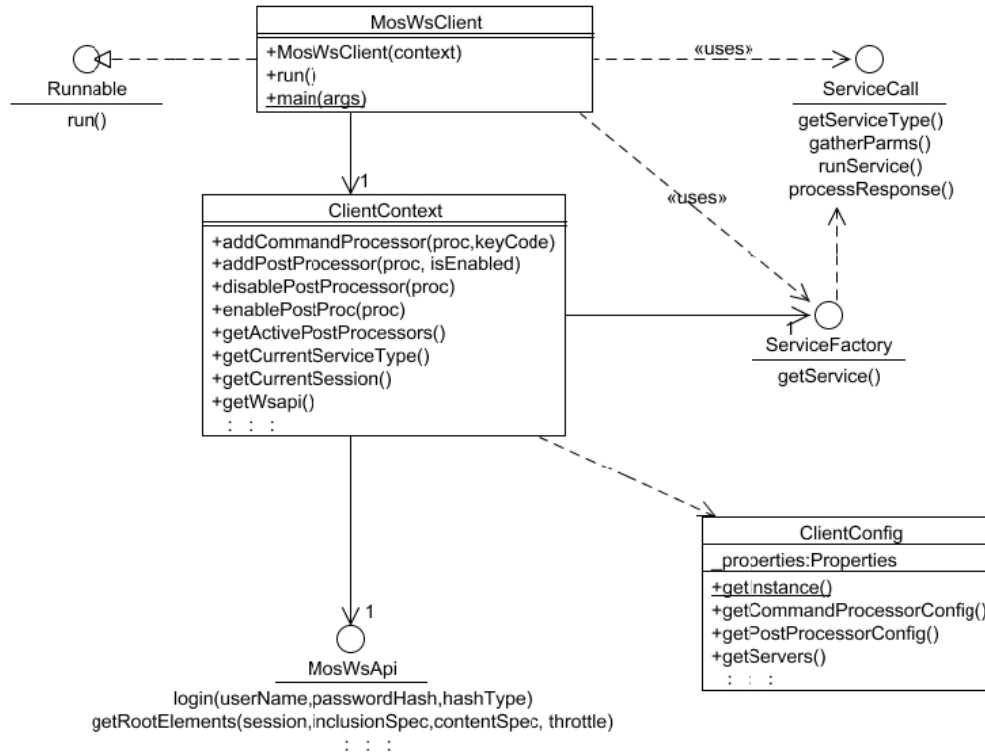 MosWsClient
+MosWsClient(context)
+run()
+main(args)
Runnable
run()
«uses»
ServiceCall
getServiceType()
gatherParms()
runService()
processResponse()
«uses»
1
ClientContext
+addCommandProcessor(proc,keyCode)
+addPostProcessor(proc, isEnabled)
+disablePostProcessor(proc)
+enablePostProc(proc)
+getActivePostProcessors()
+getCurrentServiceType()
+getCurrentSession()
+getWsapi()
: : :
1
ServiceFactory
getService()
ClientConfig
_properties:Properties
+getInstance()
+getCommandProcessorConfig()
+getPostProcessorConfig()
+getServers()
: : :
1
MosWsApi
login(userName,passwordHash,hashType)
getRootElements(session,inclusionSpec,contentSpec, throttle)
: : :